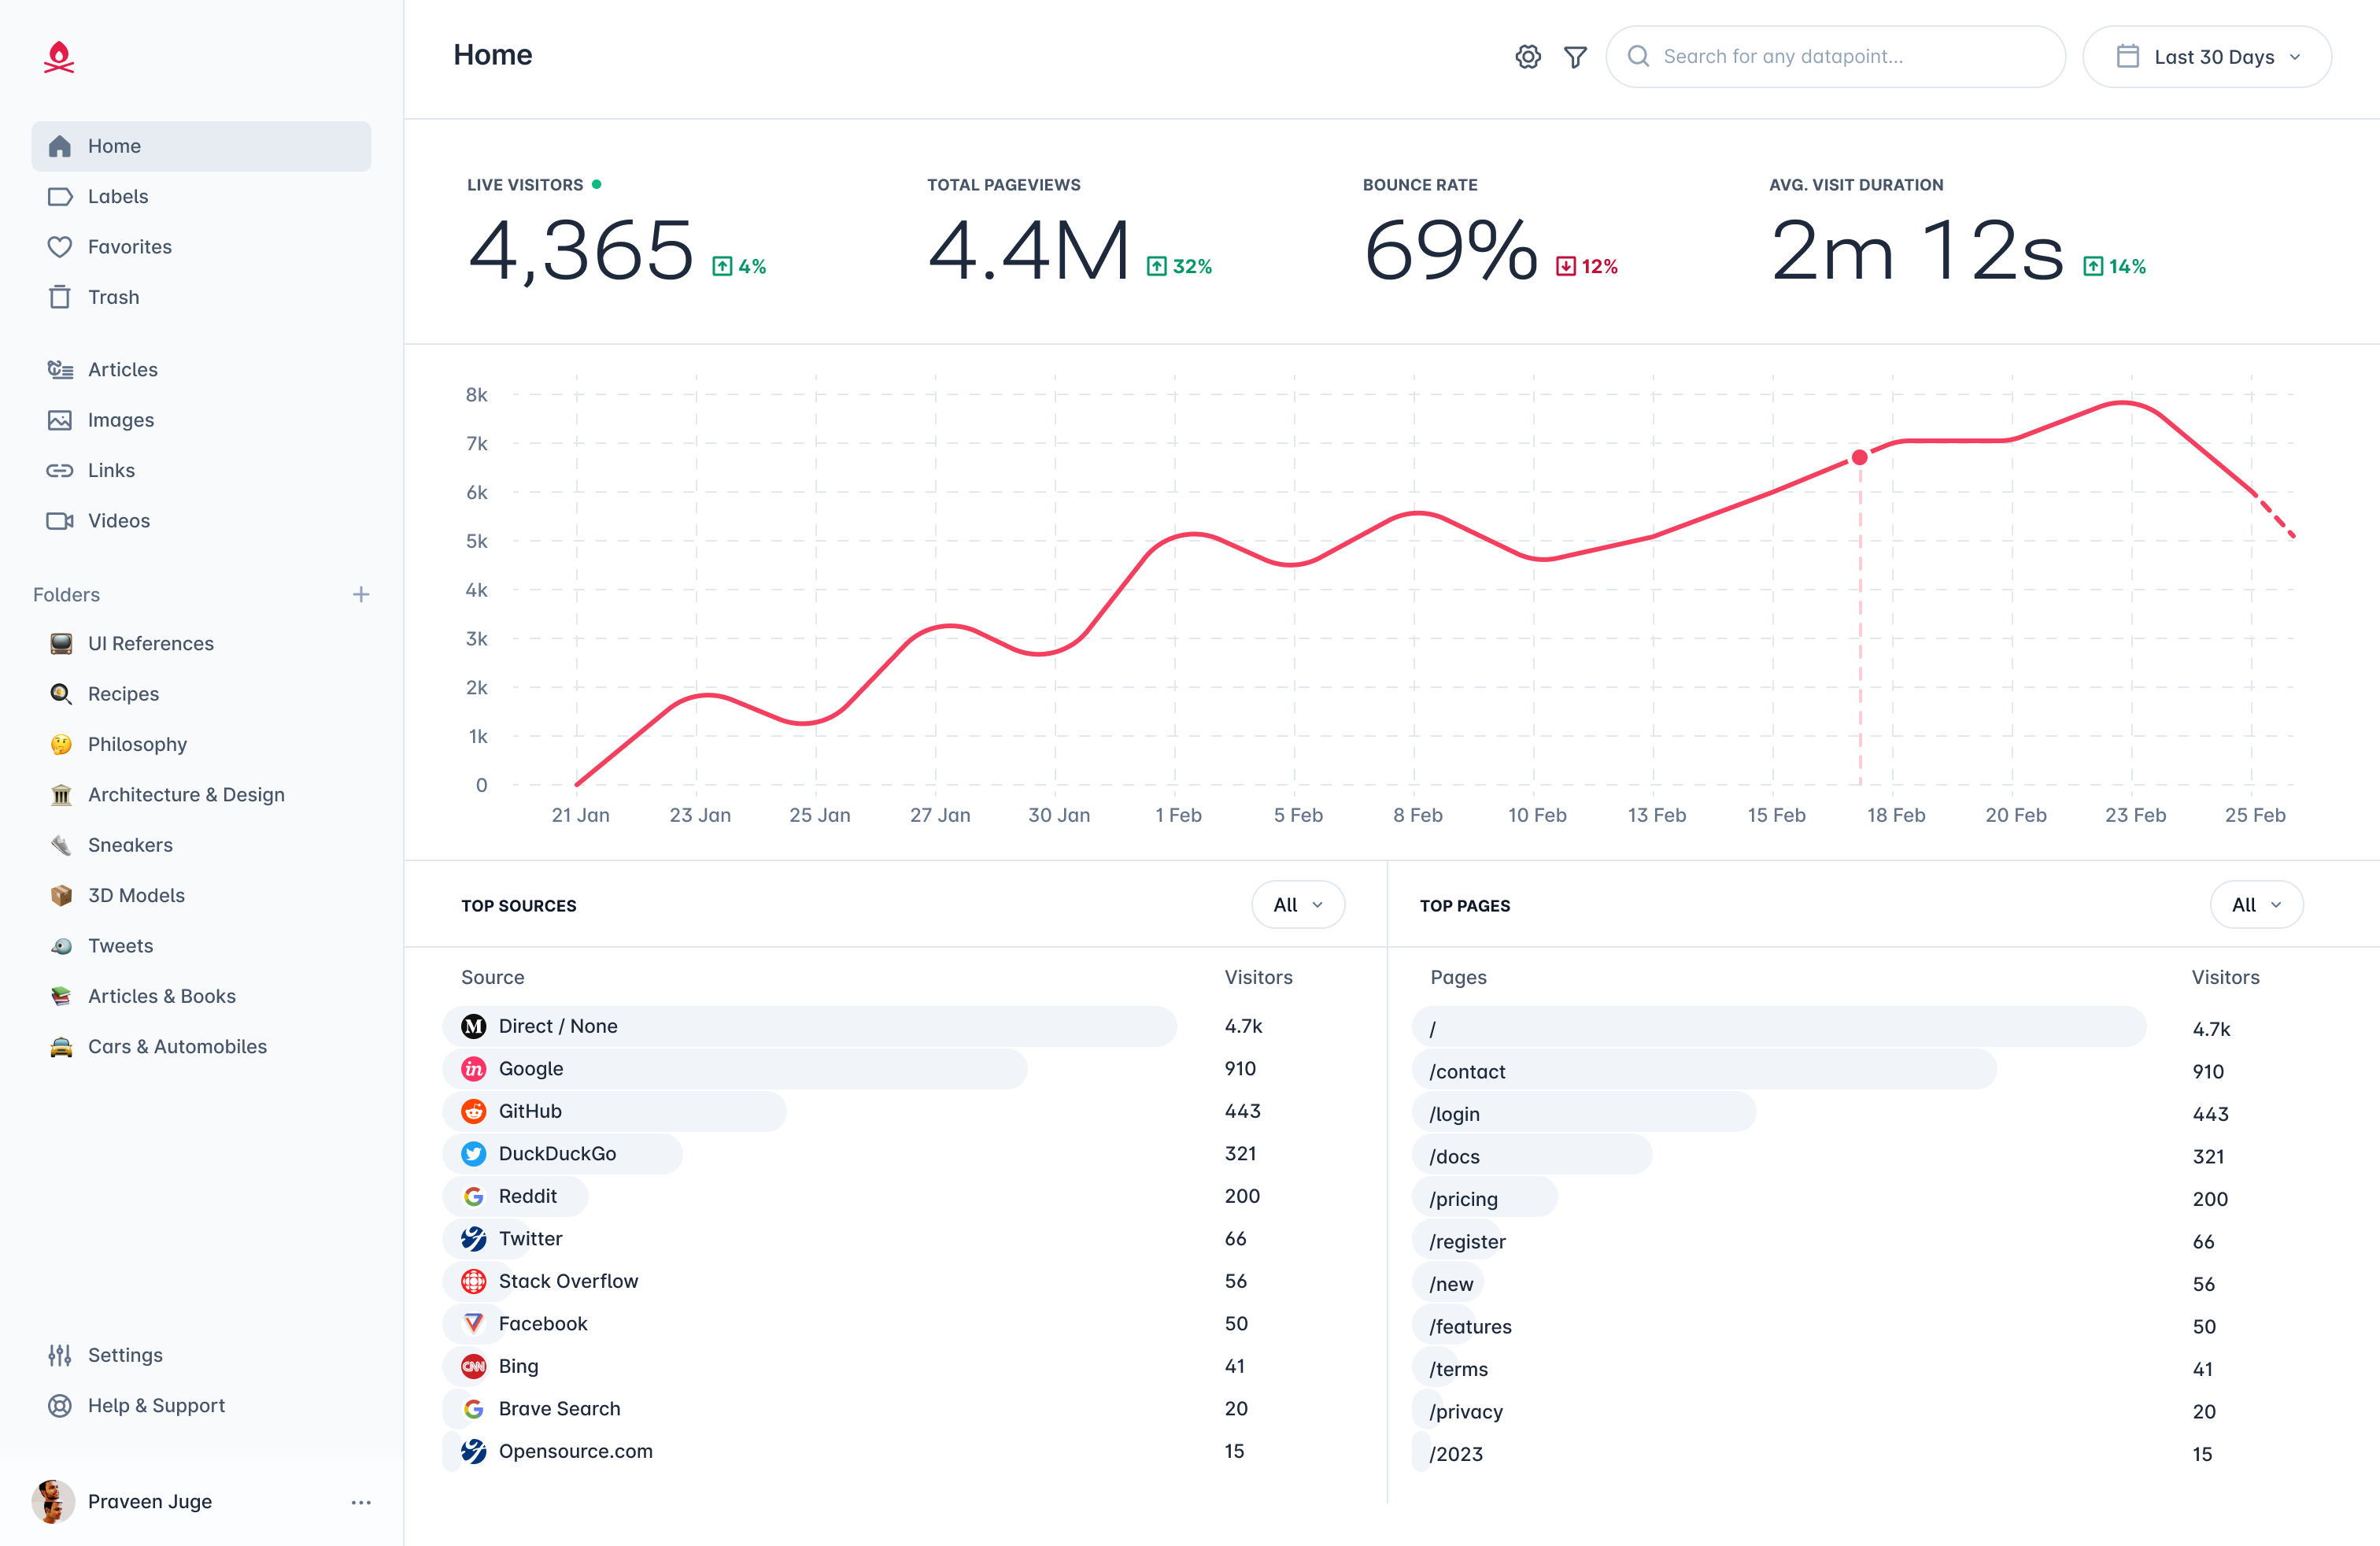 Home
Labels
Favorites
Trash
Articles
Images
Links
Videos
Folders
UI References
Recipes
Philosophy
Architecture & Design
Sneakers
3D Models
Tweets
Articles & Books
Cars & Automobiles
Settings
Help & Support
Praveen Juge
Home
Search for any datapoint...
Last 30 Days
LIVE VISITORS
4,365 4%
TOTAL PAGEVIEWS
4.4M 32%
BOUNCE RATE
69% 12%
AVG. VISIT DURATION
2m 12s 14%
8k
7k
6k
5k
4k
3k
2k
1k
0
21 Jan 23 Jan 25 Jan 27 Jan 30 Jan 1 Feb 5 Feb 8 Feb 10 Feb 13 Feb 15 Feb 18 Feb 20 Feb 23 Feb 25 Feb
TOP SOURCES All
Source Visitors
M Direct / None 4.7k
in Google 910
GitHub 443
DuckDuckGo 321
G Reddit 200
Twitter 66
Stack Overflow 56
Facebook 50
CNN Bing 41
G Brave Search 20
Opensource.com 15
TOP PAGES All
Pages Visitors
/ 4.7k
/contact 910
/login 443
/docs 321
/pricing 200
/register 66
/new 56
/features 50
/terms 41
/privacy 20
/2023 15